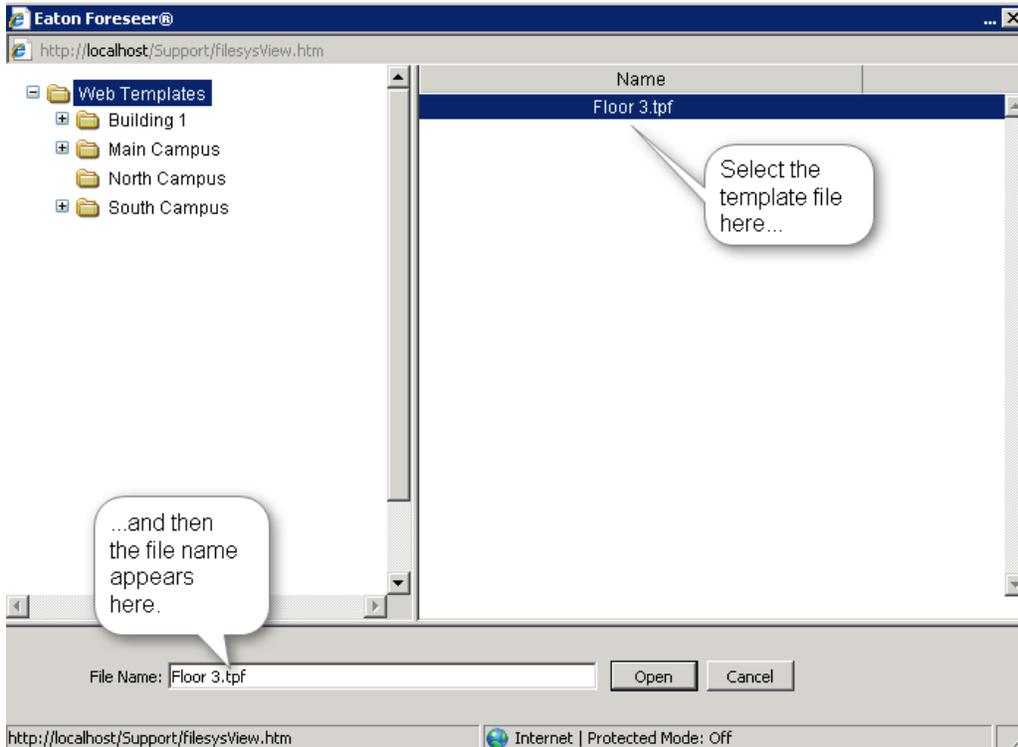 Eaton Foreseer®
...
http://localhost/Support/filesysView.htm
Web Templates
Building 1
Main Campus
North Campus
South Campus
Name
Floor 3.tpf
Select the
template file
here...
...and then
the file name
appears
here.
File Name: Floor 3.tpf
Open Cancel
http://localhost/Support/filesysView.htm Internet | Protected Mode: Off